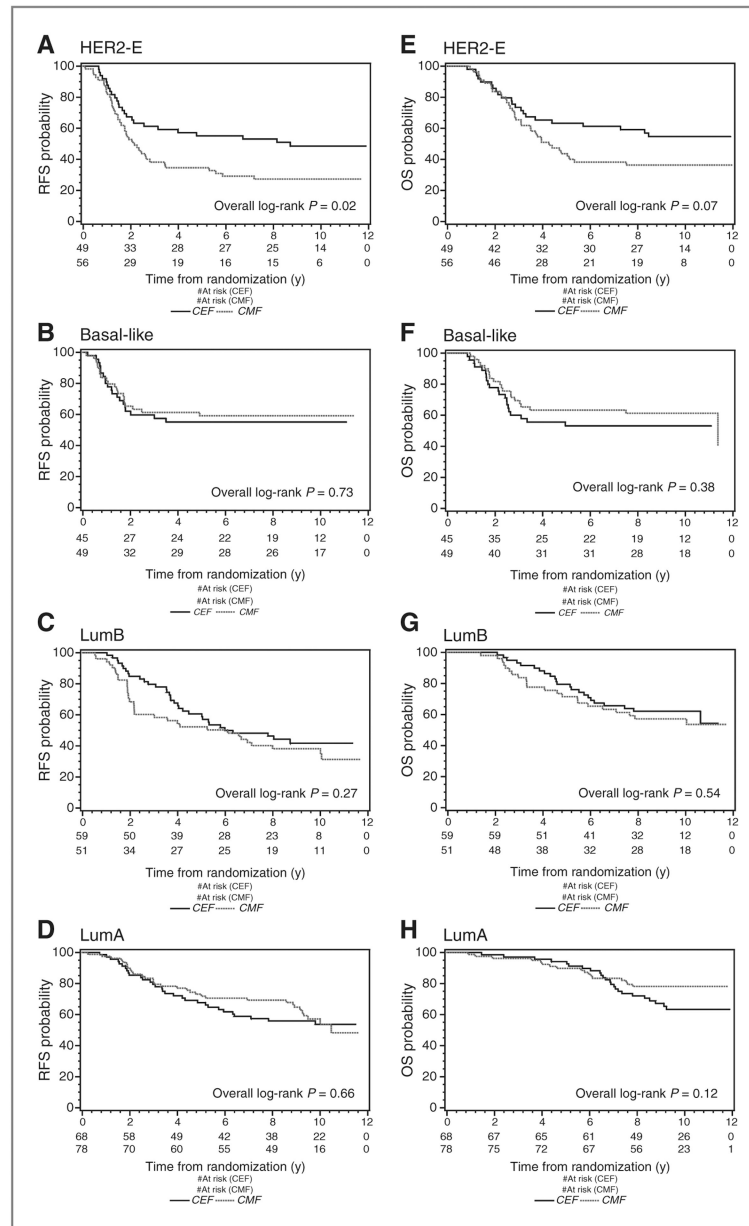 A
HER2-E
RFS probability
100
80
60
40
20
0
Overall log-rank P = 0.02
0 2 4 6 8 10 12
49 33 28 27 25 14 0
56 29 19 16 15 6 0
Time from randomization (y)
#At risk (CEF)
#At risk (CMF)
CEF CMF
E
HER2-E
OS probability
100
80
60
40
20
0
Overall log-rank P = 0.07
0 2 4 6 8 10 12
49 42 32 30 27 14 0
56 46 28 21 19 8 0
Time from randomization (y)
#At risk (CEF)
#At risk (CMF)
CEF CMF
B
Basal-like
RFS probability
100
80
60
40
20
0
Overall log-rank P = 0.73
0 2 4 6 8 10 12
45 27 24 22 19 12 0
49 32 29 28 26 17 0
Time from randomization (y)
#At risk (CEF)
#At risk (CMF)
CEF CMF
F
Basal-like
OS probability
100
80
60
40
20
0
Overall log-rank P = 0.38
0 2 4 6 8 10 12
45 35 25 22 19 12 0
49 40 31 31 28 18 0
Time from randomization (y)
#At risk (CEF)
#At risk (CMF)
CEF CMF
C
LumB
RFS probability
100
80
60
40
20
0
Overall log-rank P = 0.27
0 2 4 6 8 10 12
59 50 39 28 23 8 0
51 34 27 25 19 11 0
Time from randomization (y)
#At risk (CEF)
#At risk (CMF)
CEF CMF
G
LumB
OS probability
100
80
60
40
20
0
Overall log-rank P = 0.54
0 2 4 6 8 10 12
59 59 51 41 32 12 0
51 48 38 32 28 18 0
Time from randomization (y)
#At risk (CEF)
#At risk (CMF)
CEF CMF
D
LumA
RFS probability
100
80
60
40
80
0
Overall log-rank P = 0.66
0 2 4 6 8 10 12
68 58 49 42 38 22 0
78 70 60 55 49 16 0
Time from randomization (y)
#At risk (CEF)
#At risk (CMF)
CEF CMF
H
LumA
OS probability
100
80
60
40
80
0
Overall log-rank P = 0.12
0 2 4 6 8 10 12
68 67 65 61 49 26 0
78 75 72 67 56 23 1
Time from randomization (y)
#At risk (CEF)
#At risk (CMF)
CEF CMF